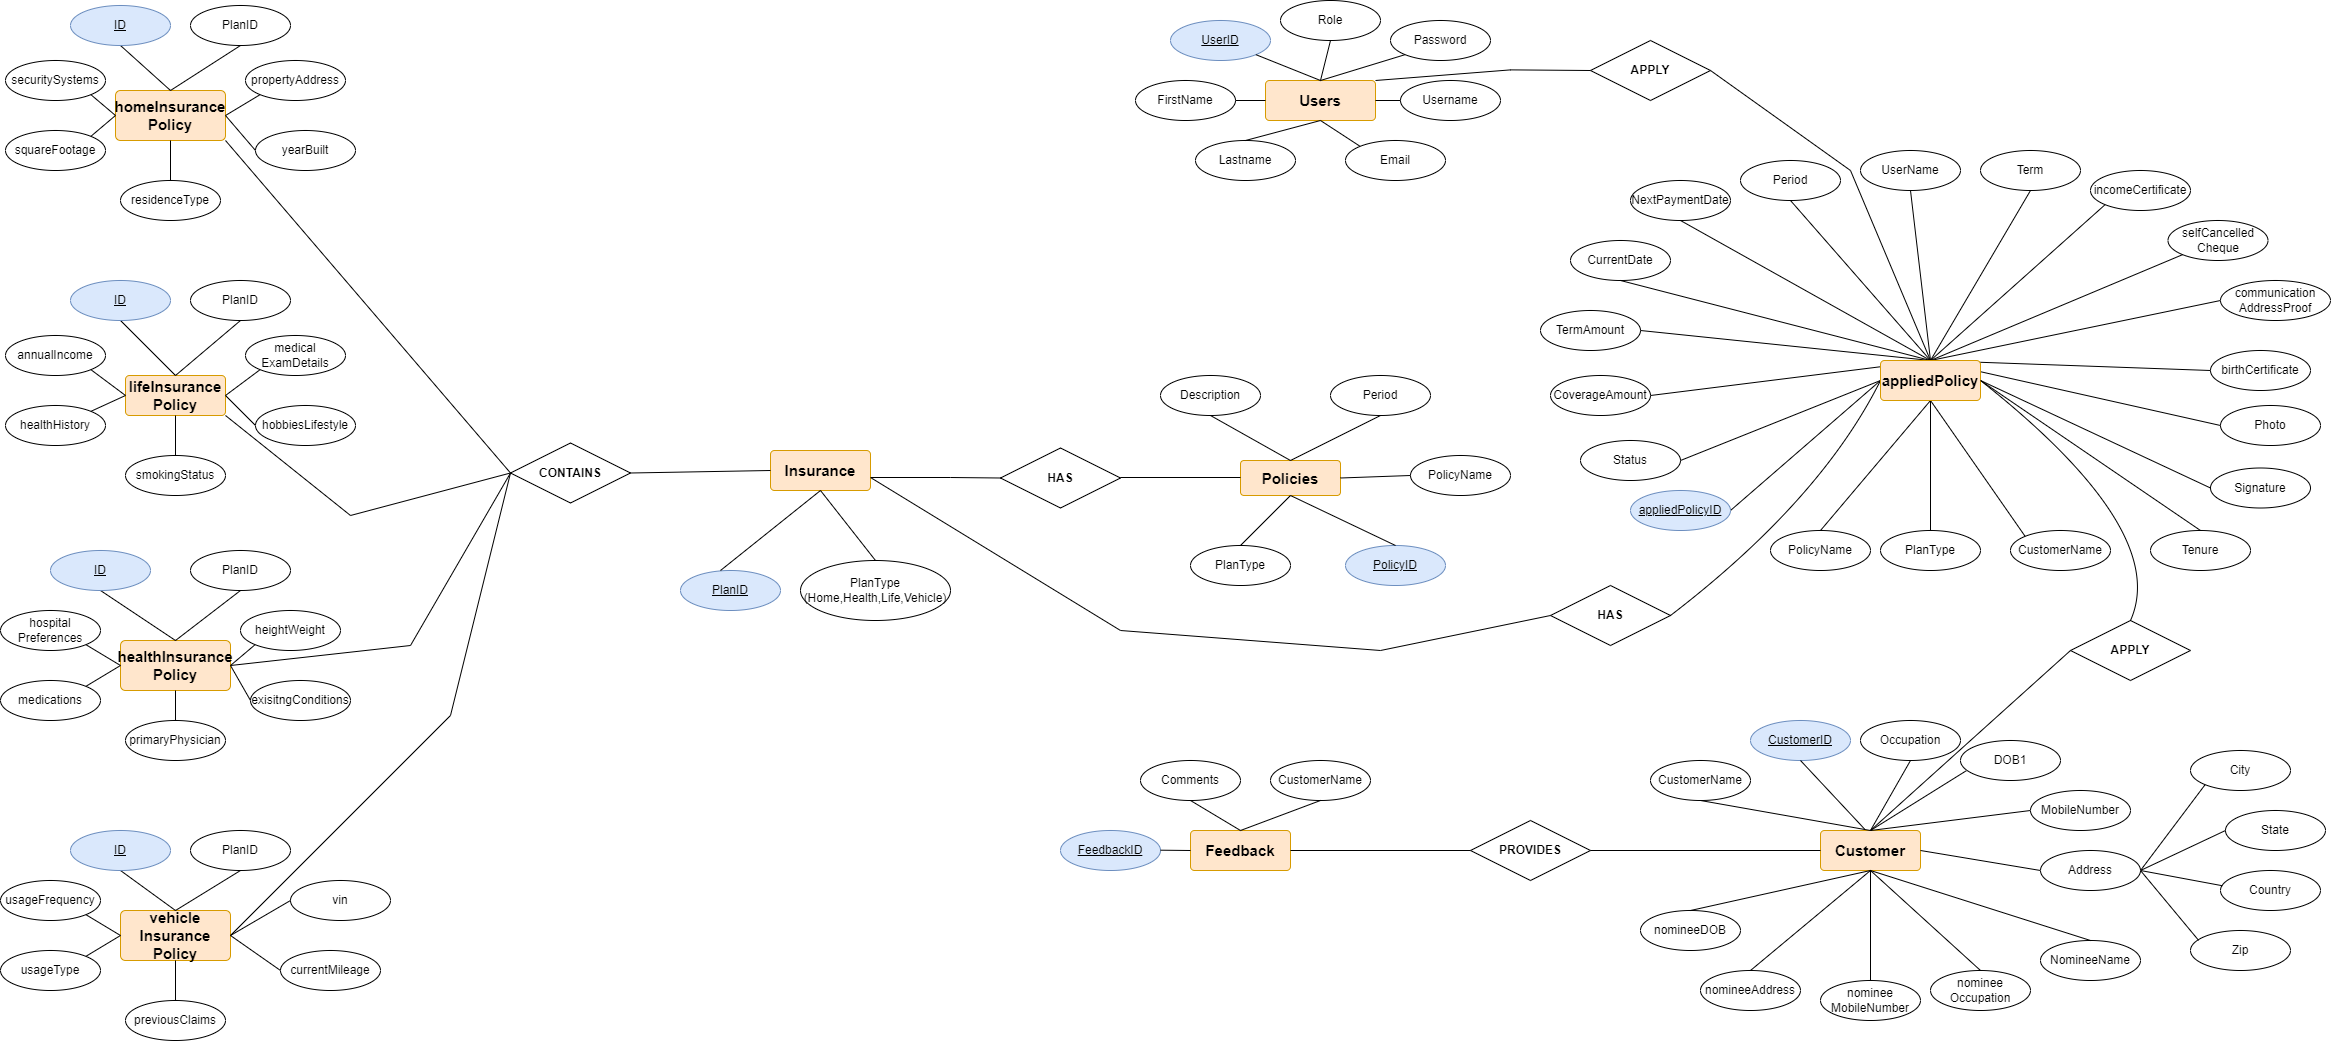 ID
PlanID
securitySystems
propertyAddress
homeInsurance
Policy
squareFootage
yearBuilt
residenceType
ID
PlanID
annualIncome
medical
ExamDetails
lifeInsurance
Policy
healthHistory
hobbiesLifestyle
smokingStatus
ID
PlanID
hospital
Preferences
heightWeight
healthInsurance
Policy
medications
exisitngConditions
primaryPhysician
ID
PlanID
usageFrequency
vin
vehicle
Insurance
Policy
usageType
currentMileage
previousClaims
CONTAINS
Insurance
PlanID
PlanType
(Home,Health,Life,Vehicle)
HAS
Description
Period
Policies
PolicyName
PlanType
PolicyID
HAS
UserID
Role
Password
FirstName
Users
Username
Lastname
Email
APPLY
NextPaymentDate
Period
UserName
Term
incomeCertificate
selfCancelled
Cheque
CurrentDate
communication
AddressProof
TermAmount
birthCertificate
appliedPolicy
CoverageAmount
Photo
Status
Signature
appliedPolicyID
PolicyName
PlanType
CustomerName
Tenure
APPLY
Comments
CustomerName
FeedbackID
Feedback
PROVIDES
CustomerName
CustomerID
Occupation
DOB1
MobileNumber
Customer
Address
City
State
Country
Zip
nomineeDOB
nomineeAddress
nominee
MobileNumber
nominee
Occupation
NomineeName